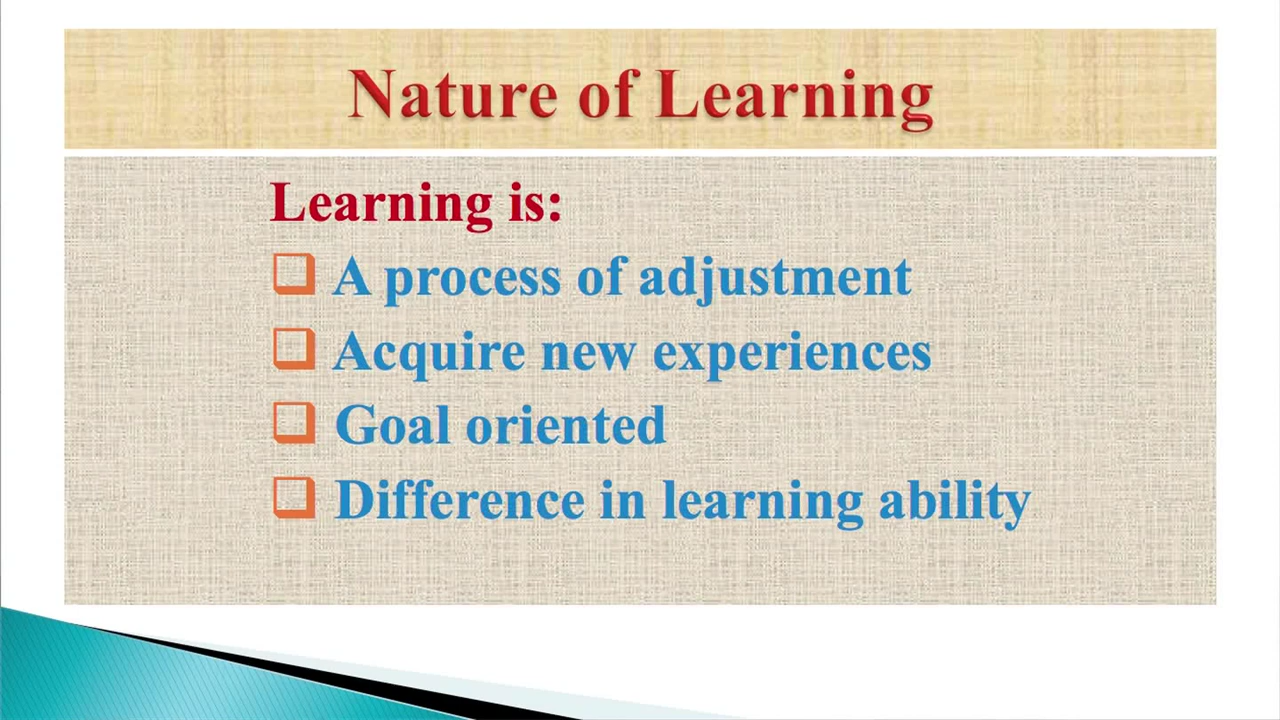 Nature of Learning
Learning is:
❑ A process of adjustment
❑ Acquire new experiences
❑ Goal oriented
❑ Difference in learning ability